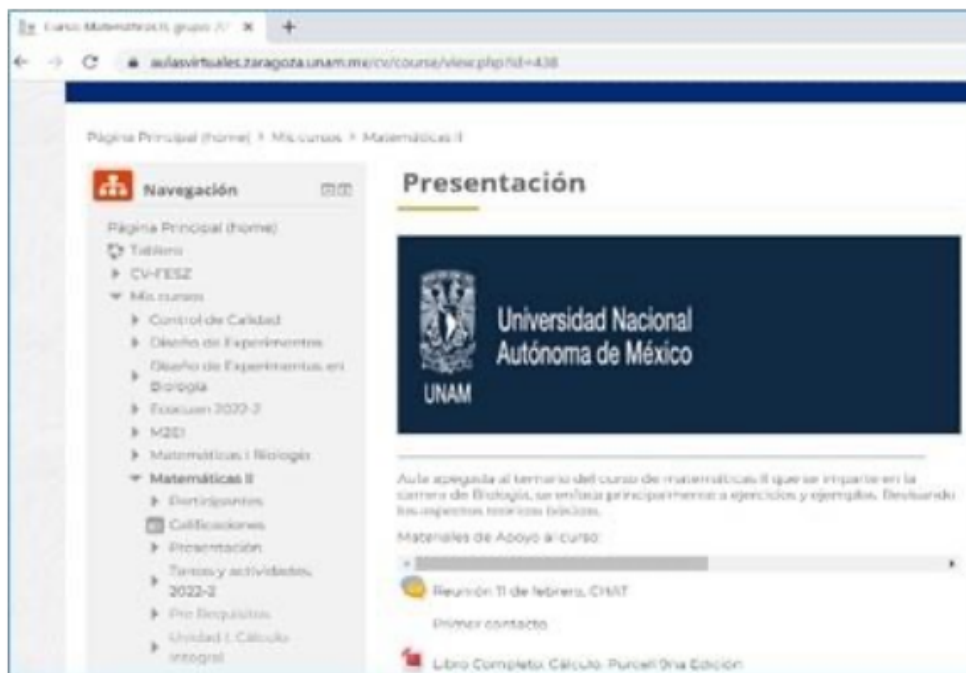 Curso: Matemáticas II, grupo
aulasvirtuales.zaragoza.unam.mx/cv/course/view.php?id=438
Página Principal (home) Mis cursos Matemáticas II
Navegación
Página Principal (home)
Tablero
CV-FESZ
Mis cursos
Control de Calidad
Diseño de Experimentos
Diseño de Experimentos en
Biología
2022-2
M2EI
Matemáticas I Biología
Matemáticas II
Participantes
Calificaciones
Presentación
Tareas y actividades,
2022-2
Pre Requisitos
Unidad I. Cálculo
Integral
Presentación
UNAM
Universidad Nacional
Autónoma de México
Aula apegada al temario del curso de matemáticas II que se imparte en la
carrera de Biología, se enfoca principalmente a ejercicios y ejemplos. Revisando
los aspectos teóricos básicos.
Materiales de Apoyo al curso:
Reunión 11 de febrero, CHAT
Primer contacto
Libro Completo: Cálculo. Purcell 9na Edición